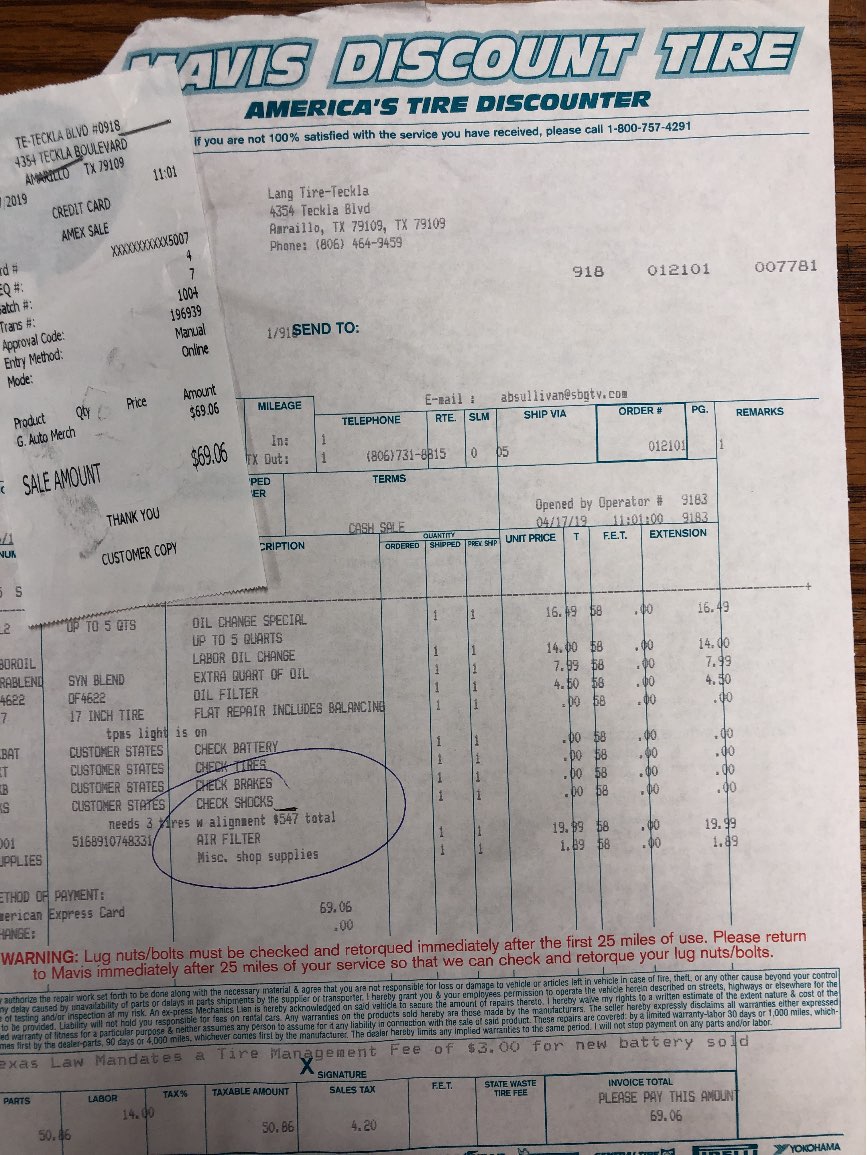 MAVIS DISCOUNT TIRE
AMERICA'S TIRE DISCOUNTER
If you are not 100% satisfied with the service you have received, please call 1-800-757-4291
TE-TECKLA BLVD #0918
4354 TECKLA BOULEVARD
AMARILLO TX 79109
2019 11:01
CREDIT CARD
AMEX SALE
rd # XXXXXXXXXXX5007
EQ #: 4
atch #: 7
Trans #: 1004
Approval Code: 196939
Entry Method: Manual
Mode: Online
Product Qty Price Amount
G. Auto Merch $69.06
SALE AMOUNT $69.06
THANK YOU
CUSTOMER COPY
Lang Tire-Teckla
4354 Teckla Blvd
Amraillo, TX 79109, TX 79109
Phone: (806) 464-9459
918 012101 007781
1/91 SEND TO:
E-mail : absullivan@sbgtv.com
MILEAGE TELEPHONE RTE. SLM SHIP VIA ORDER # PG. REMARKS
In: 1
TX Out: 1 (806)731-8815 0 05 012101 1
PED TERMS
ER
Opened by Operator # 9183
CASH SALE 04/17/19 11:01:00 9183
NUM CRIPTION QUANTITY UNIT PRICE T F.E.T. EXTENSION
ORDERED SHIPPED PREV. SHIP
L2 UP TO 5 QTS OIL CHANGE SPECIAL 1 1 16.49 58 .00 16.49
UP TO 5 QUARTS
BOROIL LABOR OIL CHANGE 1 1 14.00 58 .00 14.00
RABLEND SYN BLEND EXTRA QUART OF OIL 1 1 7.99 58 .00 7.99
4622 OF4622 OIL FILTER 1 1 4.50 58 .00 4.50
7 17 INCH TIRE FLAT REPAIR INCLUDES BALANCING 1 1 .00 58 .00 .00
tpms light is on
BAT CUSTOMER STATES CHECK BATTERY 1 1 .00 58 .00 .00
T CUSTOMER STATES CHECK TIRES 1 1 .00 58 .00 .00
B CUSTOMER STATES CHECK BRAKES 1 1 .00 58 .00 .00
S CUSTOMER STATES CHECK SHOCKS 1 1 .00 58 .00 .00
needs 3 tires w alignment $547 total
001 5168910748331 AIR FILTER 1 1 19.99 58 .00 19.99
UPPLIES Misc. shop supplies 1 1 1.89 58 .00 1.89
ETHOD OF PAYMENT:
merican Express Card 69.06
HANGE: .00
WARNING: Lug nuts/bolts must be checked and retorqued immediately after the first 25 miles of use. Please return
to Mavis immediately after 25 miles of your service so that we can check and retorque your lug nuts/bolts.
y authorize the repair work set forth to be done along with the necessary material & agree that you are not responsible for loss or damage to vehicle or articles left in vehicle in case of fire, theft, or any other cause beyond your control
ny delay caused by unavailability of parts or delays in parts shipments by the supplier or transporter. I hereby grant you & your employees permission to operate the vehicle herein described on streets, highways or elsewhere for the
e of testing and/or inspection at my risk. An ex-press Mechanics Lien is hereby acknowledged on said vehicle to secure the amount of repairs thereto. I hereby waive my rights to a written estimate of the extent nature & cost of the
to be provided. Liability will not hold you responsible for fees on rental cars. Any warranties on the products sold hereby are those made by the manufacturers. The seller hereby expressly disclaims all warranties either express
ed warranty of fitness for a particular purpose & neither assumes any person to assume for it any liability in connection with the sale of said product. These repairs are covered: by a limited warranty-labor 30 days or 1,000 miles, which-
mes first by the dealer-parts, 90 days or 4,000 miles, whichever comes first by the manufacturer. The dealer hereby limits any implied warranties to the same period. I will not stop payment on any parts and/or labor.
exas Law Mandates a Tire Management Fee of $3.00 for new battery sold
X SIGNATURE
PARTS LABOR TAX% TAXABLE AMOUNT SALES TAX F.E.T. STATE WASTE TIRE FEE INVOICE TOTAL
PLEASE PAY THIS AMOUNT
50.86 14.00 50.86 4.20 69.06
PIRELLI YOKOHAMA